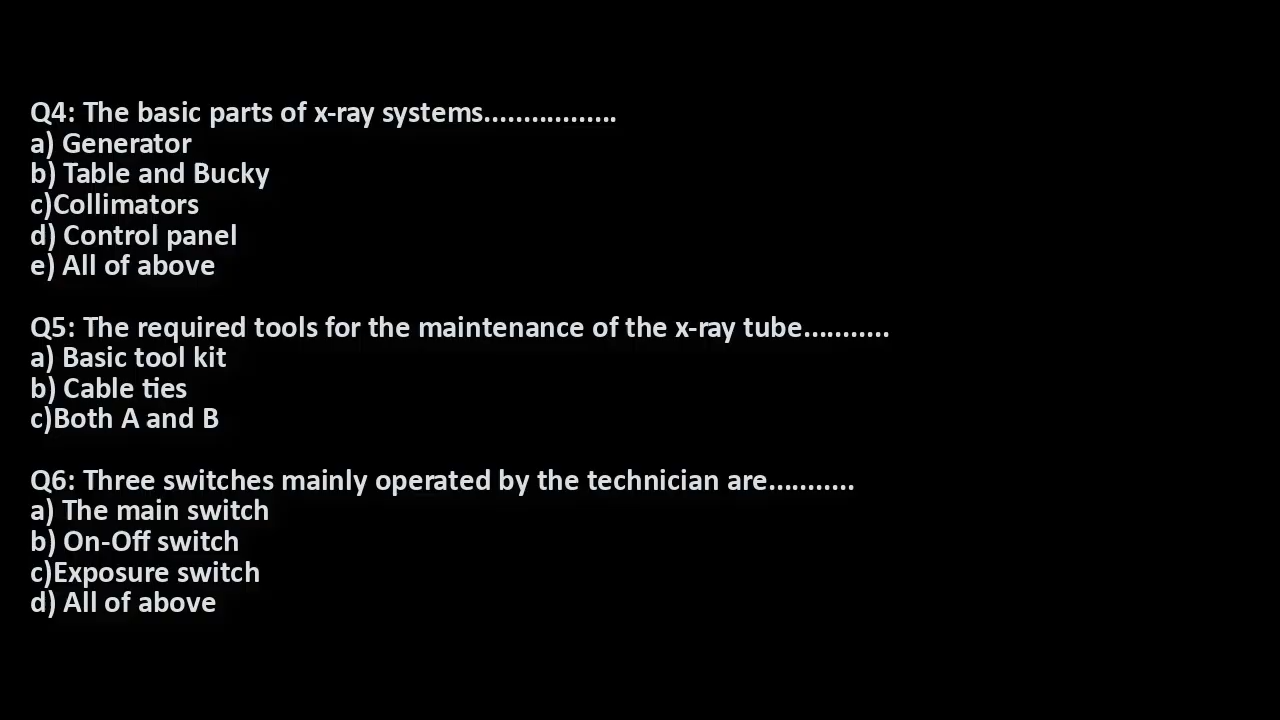 Q4: The basic parts of x-ray systems.................
a) Generator
b) Table and Bucky
c)Collimators
d) Control panel
e) All of above
Q5: The required tools for the maintenance of the x-ray tube...........
a) Basic tool kit
b) Cable ties
c)Both A and B
Q6: Three switches mainly operated by the technician are...........
a) The main switch
b) On-Off switch
c)Exposure switch
d) All of above